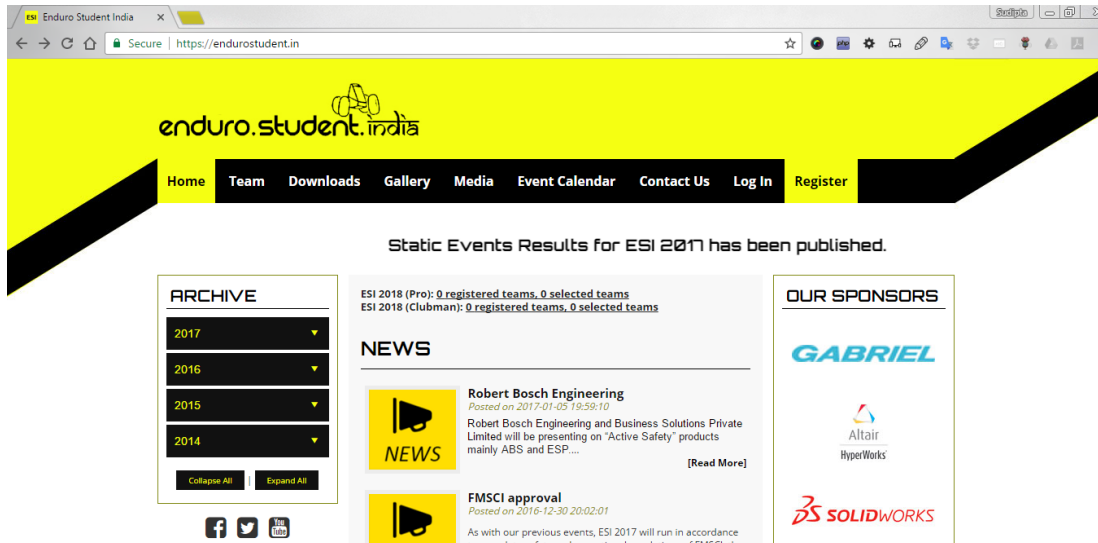 ESI Enduro Student India
Sudipta
Secure | https://endurostudent.in
php
enduro.student.india
Home Team Downloads Gallery Media Event Calendar Contact Us Log In Register
Static Events Results for ESI 2017 has been published.
ARCHIVE
2017
2016
2015
2014
Collapse All | Expand All
You
Tube
ESI 2018 (Pro): 0 registered teams, 0 selected teams
ESI 2018 (Clubman): 0 registered teams, 0 selected teams
NEWS
NEWS
Robert Bosch Engineering
Posted on 2017-01-05 19:59:10
Robert Bosch Engineering and Business Solutions Private
Limited will be presenting on “Active Safety” products
mainly ABS and ESP....
[Read More]
FMSCI approval
Posted on 2016-12-30 20:02:01
As with our previous events, ESI 2017 will run in accordance
OUR SPONSORS
GABRIEL
Altair
HyperWorks
SOLIDWORKS